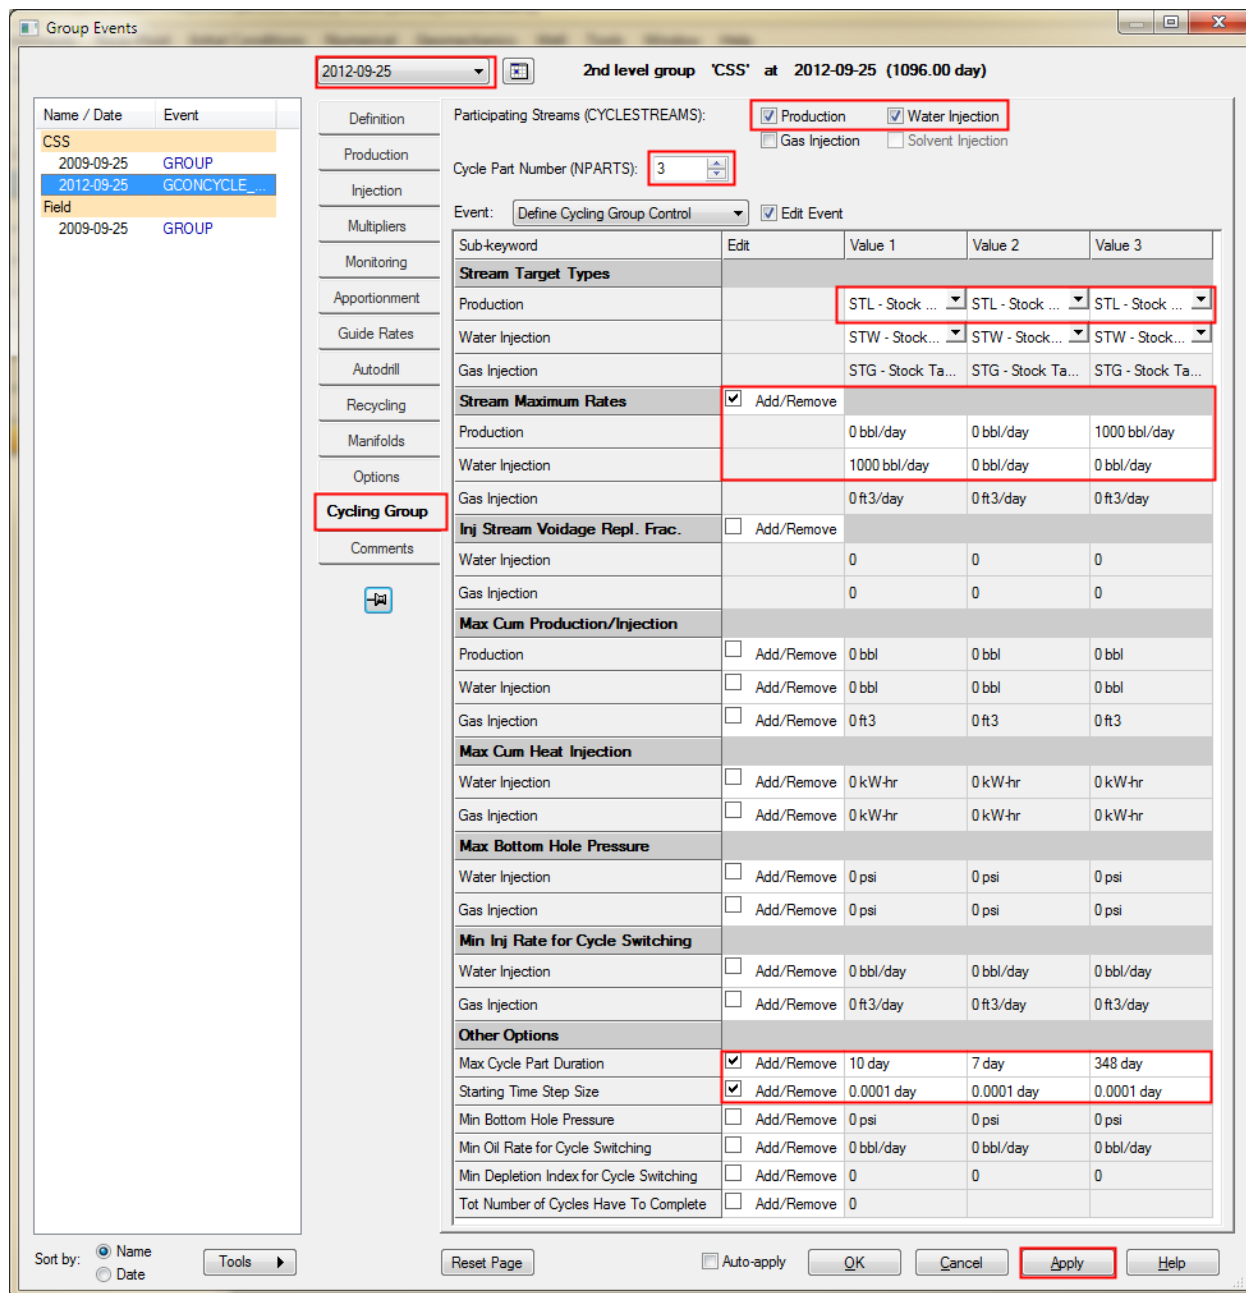 Group Events
2012-09-25
2nd level group 'CSS' at 2012-09-25 (1096.00 day)
Name / Date Event
CSS
2009-09-25 GROUP
2012-09-25 GCONCYCLE_...
Field
2009-09-25 GROUP
Definition
Production
Injection
Multipliers
Monitoring
Apportionment
Guide Rates
Autodrill
Recycling
Manifolds
Options
Cycling Group
Comments
Participating Streams (CYCLESTREAMS): Production Water Injection
Gas Injection Solvent Injection
Cycle Part Number (NPARTS): 3
Event: Define Cycling Group Control Edit Event
Sub-keyword Edit Value 1 Value 2 Value 3
Stream Target Types
Production STL - Stock ... STL - Stock ... STL - Stock ...
Water Injection STW - Stock... STW - Stock... STW - Stock...
Gas Injection STG - Stock Ta... STG - Stock Ta... STG - Stock Ta...
Stream Maximum Rates Add/Remove
Production 0 bbl/day 0 bbl/day 1000 bbl/day
Water Injection 1000 bbl/day 0 bbl/day 0 bbl/day
Gas Injection 0 ft3/day 0 ft3/day 0 ft3/day
Inj Stream Voidage Repl. Frac. Add/Remove
Water Injection 0 0 0
Gas Injection 0 0 0
Max Cum Production/Injection
Production Add/Remove 0 bbl 0 bbl 0 bbl
Water Injection Add/Remove 0 bbl 0 bbl 0 bbl
Gas Injection Add/Remove 0 ft3 0 ft3 0 ft3
Max Cum Heat Injection
Water Injection Add/Remove 0 kW-hr 0 kW-hr 0 kW-hr
Gas Injection Add/Remove 0 kW-hr 0 kW-hr 0 kW-hr
Max Bottom Hole Pressure
Water Injection Add/Remove 0 psi 0 psi 0 psi
Gas Injection Add/Remove 0 psi 0 psi 0 psi
Min Inj Rate for Cycle Switching
Water Injection Add/Remove 0 bbl/day 0 bbl/day 0 bbl/day
Gas Injection Add/Remove 0 ft3/day 0 ft3/day 0 ft3/day
Other Options
Max Cycle Part Duration Add/Remove 10 day 7 day 348 day
Starting Time Step Size Add/Remove 0.0001 day 0.0001 day 0.0001 day
Min Bottom Hole Pressure Add/Remove 0 psi 0 psi 0 psi
Min Oil Rate for Cycle Switching Add/Remove 0 bbl/day 0 bbl/day 0 bbl/day
Min Depletion Index for Cycle Switching Add/Remove 0 0 0
Tot Number of Cycles Have To Complete Add/Remove 0
Sort by: Name
Date
Tools
Reset Page Auto-apply OK Cancel Apply Help